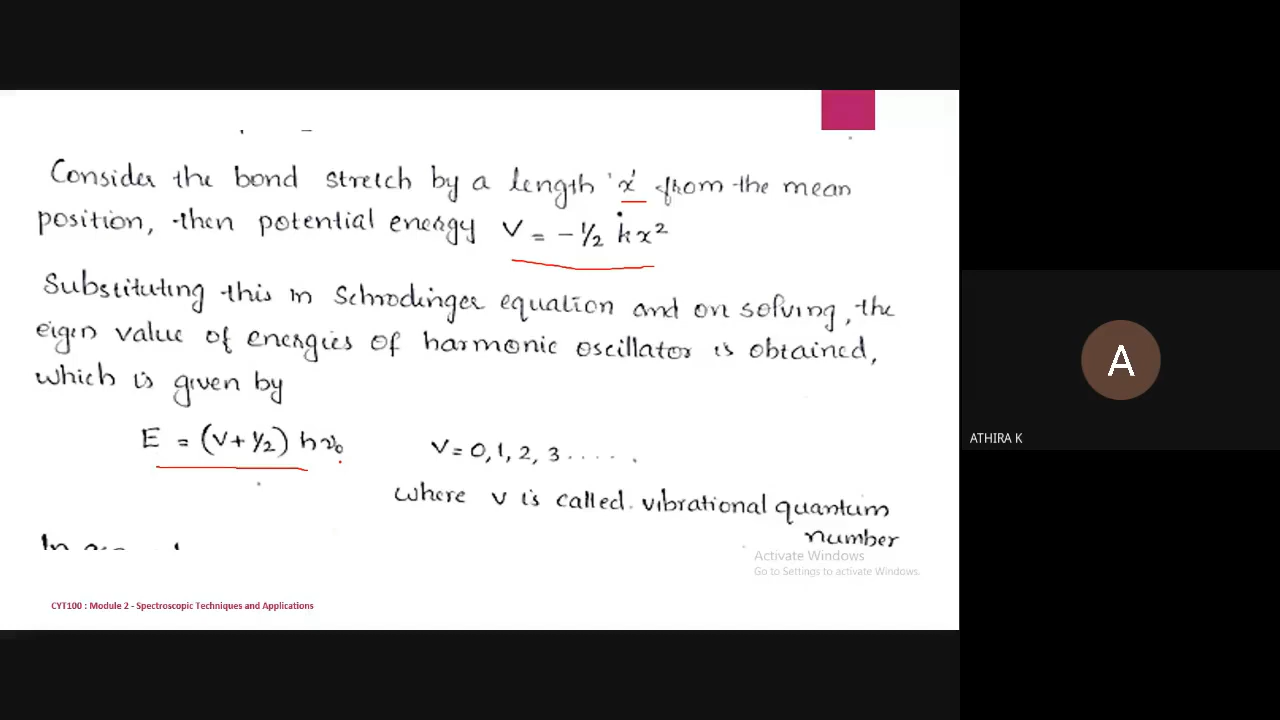 Consider the bond stretch by a length 'x' from the mean
position, then potential energy V = -1/2 kx²
Substituting this in Schrodinger equation and on solving, the
eigen value of energies of harmonic oscillator is obtained,
which is given by
E = (V+1/2) hν₀ V = 0, 1, 2, 3 . . . . .
where v is called vibrational quantum
number
In
Activate Windows
Go to Settings to activate Windows.
CYT100 : Module 2 - Spectroscopic Techniques and Applications
A
ATHIRA K